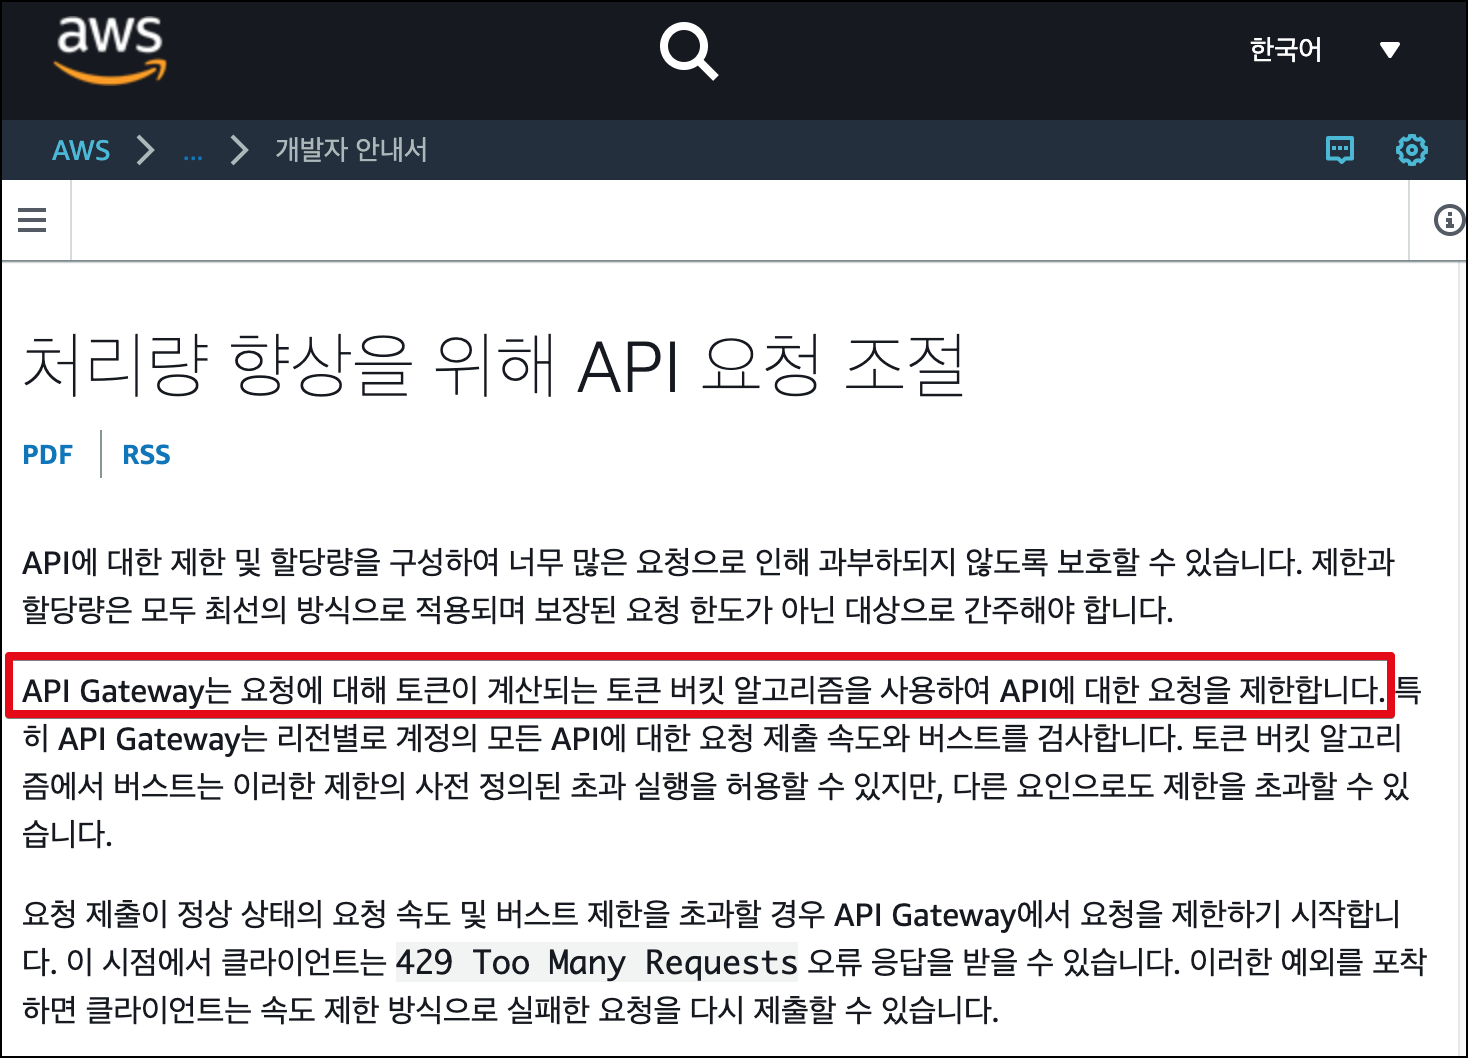 aws
한국어
AWS > ... > 개발자 안내서
처리량 향상을 위해 API 요청 조절
PDF | RSS
API에 대한 제한 및 할당량을 구성하여 너무 많은 요청으로 인해 과부하되지 않도록 보호할 수 있습니다. 제한과
할당량은 모두 최선의 방식으로 적용되며 보장된 요청 한도가 아닌 대상으로 간주해야 합니다.
API Gateway는 요청에 대해 토큰이 계산되는 토큰 버킷 알고리즘을 사용하여 API에 대한 요청을 제한합니다. 특
히 API Gateway는 리전별로 계정의 모든 API에 대한 요청 제출 속도와 버스트를 검사합니다. 토큰 버킷 알고리
즘에서 버스트는 이러한 제한의 사전 정의된 초과 실행을 허용할 수 있지만, 다른 요인으로도 제한을 초과할 수 있
습니다.
요청 제출이 정상 상태의 요청 속도 및 버스트 제한을 초과할 경우 API Gateway에서 요청을 제한하기 시작합니
다. 이 시점에서 클라이언트는 429 Too Many Requests 오류 응답을 받을 수 있습니다. 이러한 예외를 포착
하면 클라이언트는 속도 제한 방식으로 실패한 요청을 다시 제출할 수 있습니다.